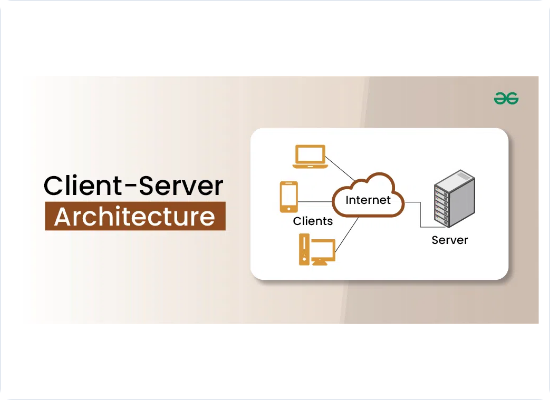 Client-Server
Architecture
Internet
Clients
Server